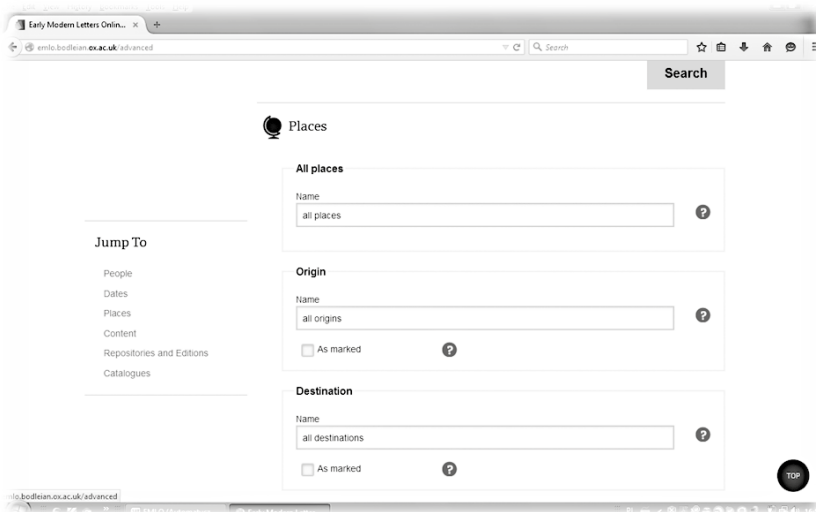 Early Modern Letters Onlin... × +
emlo.bodleian.ox.ac.uk/advanced
Search
Search
Places
All places
Name
all places
?
Jump To
People
Dates
Places
Content
Repositories and Editions
Catalogues
Origin
Name
all origins
?
As marked ?
Destination
Name
all destinations
?
As marked ?
TOP
lo.bodleian.ox.ac.uk/advanced